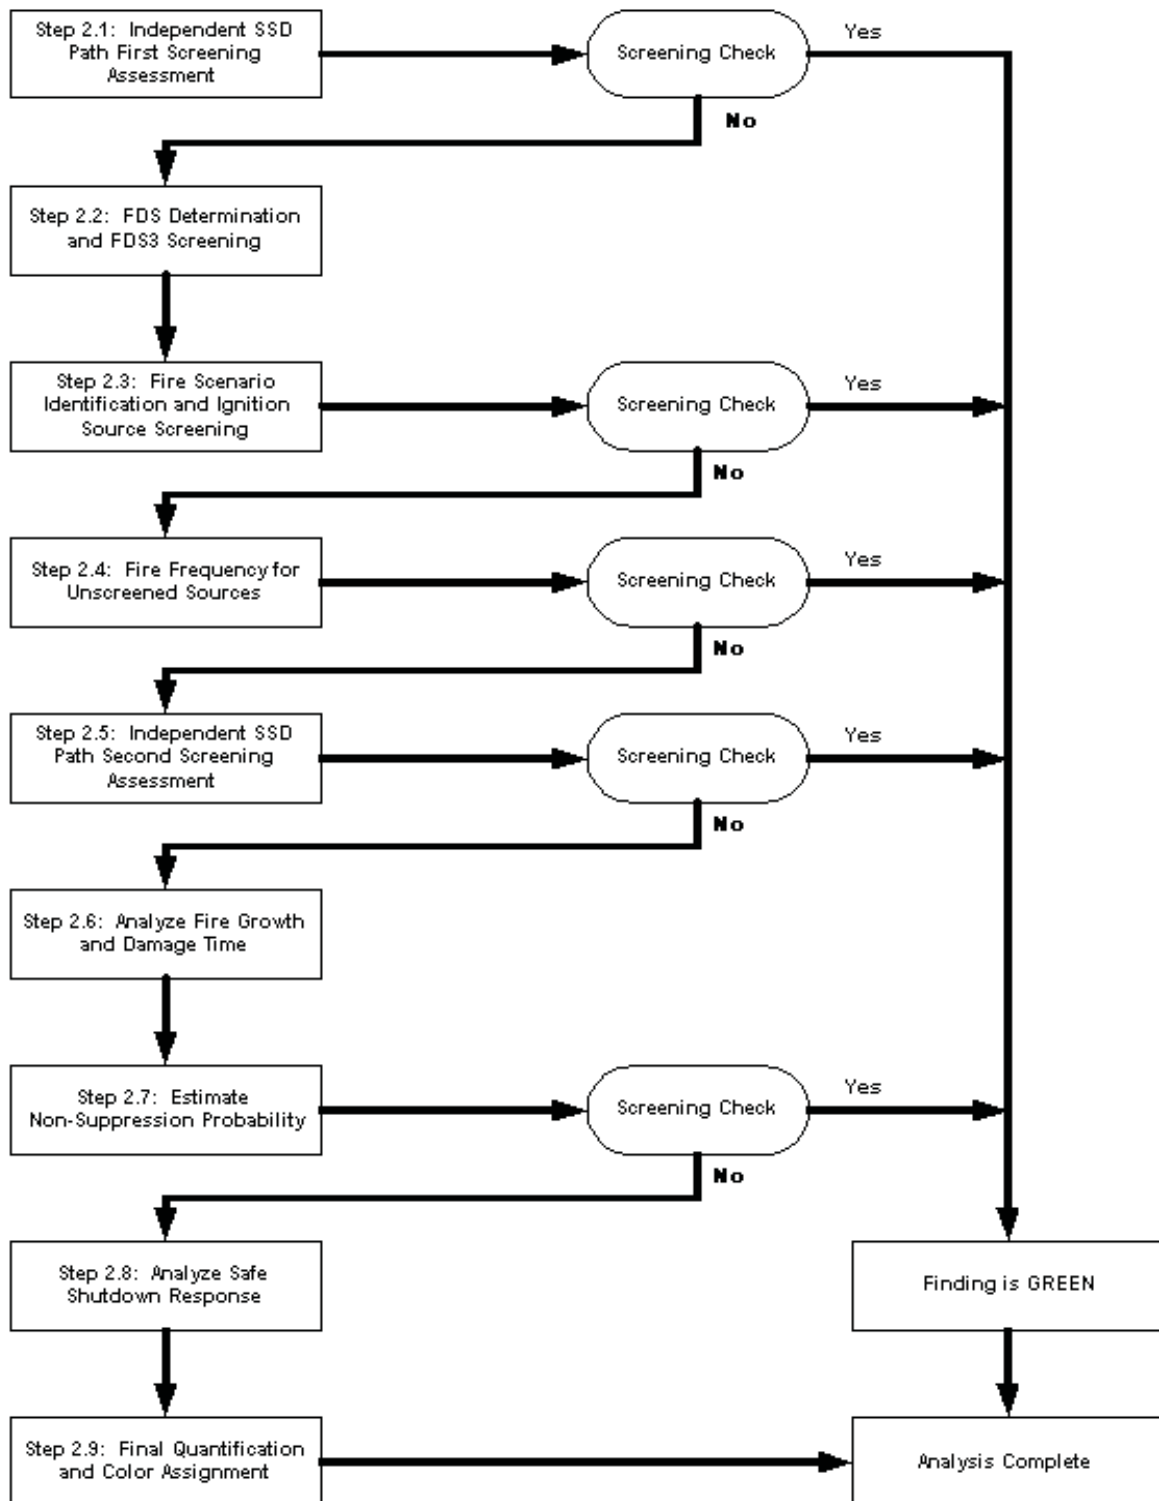 Step 2.1: Independent SSD
Path First Screening
Assessment
Screening Check
Yes
No
Step 2.2: FDS Determination
and FDS3 Screening
Step 2.3: Fire Scenario
Identification and Ignition
Source Screening
Screening Check
Yes
No
Step 2.4: Fire Frequency for
Unscreened Sources
Screening Check
Yes
No
Step 2.5: Independent SSD
Path Second Screening
Assessment
Screening Check
Yes
No
Step 2.6: Analyze Fire Growth
and Damage Time
Step 2.7: Estimate
Non-Suppression Probability
Screening Check
Yes
No
Step 2.8: Analyze Safe
Shutdown Response
Finding is GREEN
Step 2.9: Final Quantification
and Color Assignment
Analysis Complete